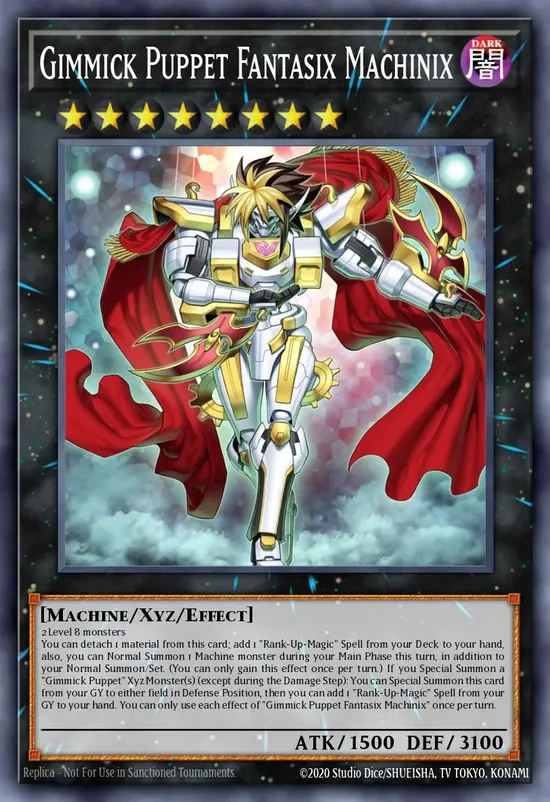 GIMMICK PUPPET FANTASIX MACHINIX
DARK
闇
[MACHINE/XYZ/EFFECT]
2 Level 8 monsters
You can detach 1 material from this card; add 1 "Rank-Up-Magic" Spell from your Deck to your hand,
also, you can Normal Summon 1 Machine monster during your Main Phase this turn, in addition to
your Normal Summon/Set. (You can only gain this effect once per turn.) If you Special Summon a
"Gimmick Puppet" Xyz Monster(s) (except during the Damage Step): You can Special Summon this
card from your GY to either field in Defense Position, then you can add 1 "Rank-Up-Magic" Spell from your
GY to your hand. You can only use each effect of "Gimmick Puppet Fantasix Machinix" once per turn.
ATK/1500 DEF/3100
Replica - Not For Use in Sanctioned Tournaments
©2020 Studio Dice/SHUEISHA, TV TOKYO, KONAMI